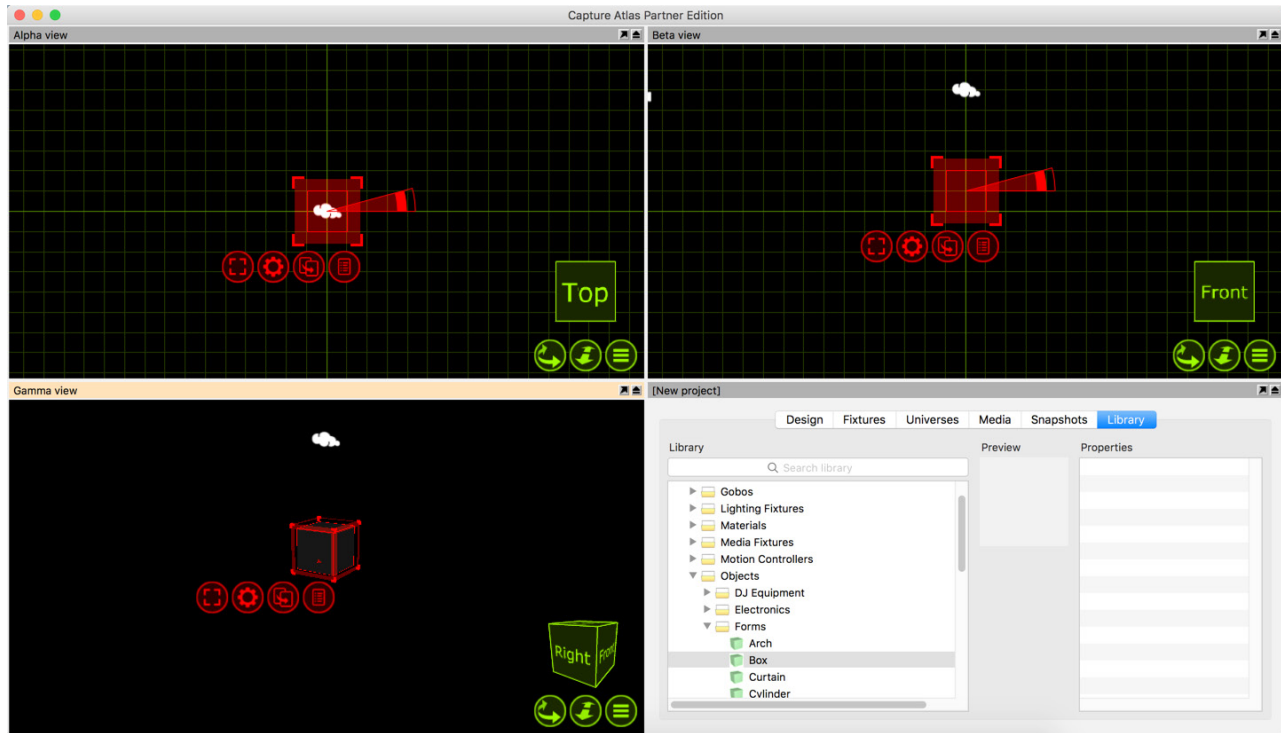 Capture Atlas Partner Edition
Alpha view
Beta view
Top
Front
Gamma view
Right Front
[New project]
Design Fixtures Universes Media Snapshots Library
Library Preview Properties
Search library
Gobos
Lighting Fixtures
Materials
Media Fixtures
Motion Controllers
Objects
DJ Equipment
Electronics
Forms
Arch
Box
Curtain
Cylinder